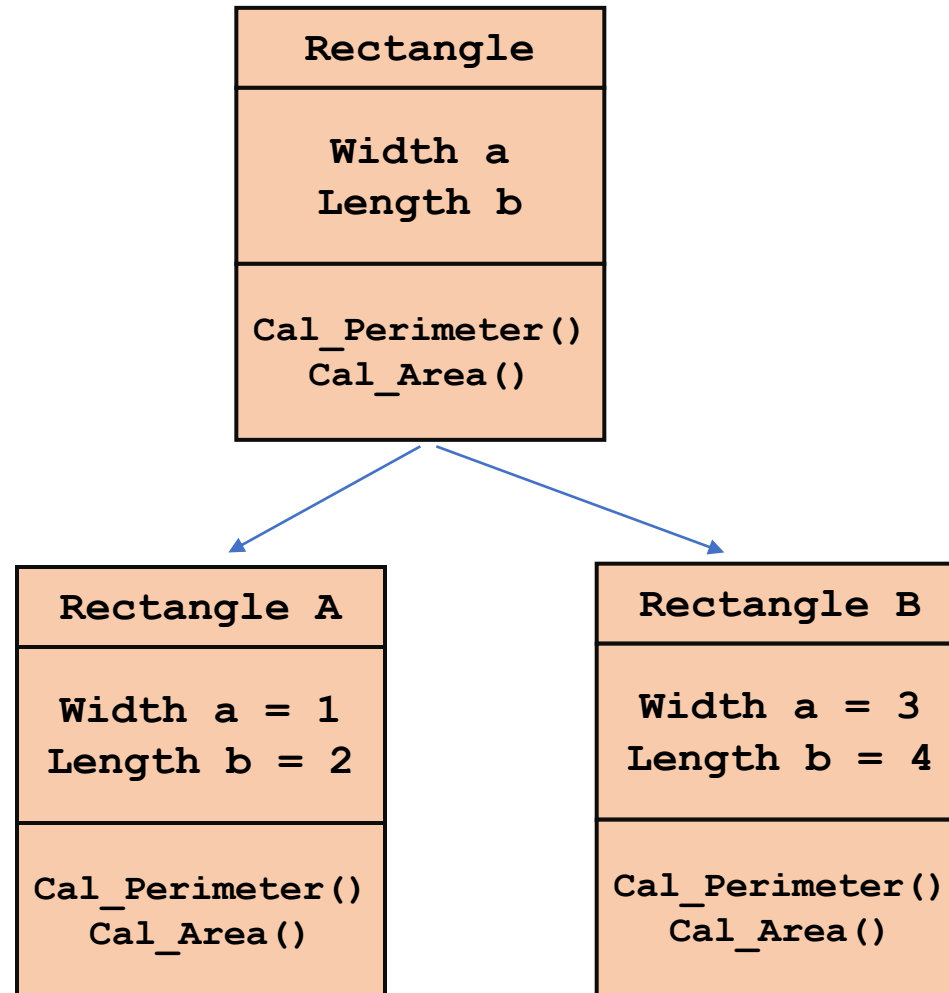 Rectangle
Width a
Length b
Cal_Perimeter()
Cal_Area()
Rectangle A
Width a = 1
Length b = 2
Cal_Perimeter()
Cal_Area()
Rectangle B
Width a = 3
Length b = 4
Cal_Perimeter()
Cal_Area()